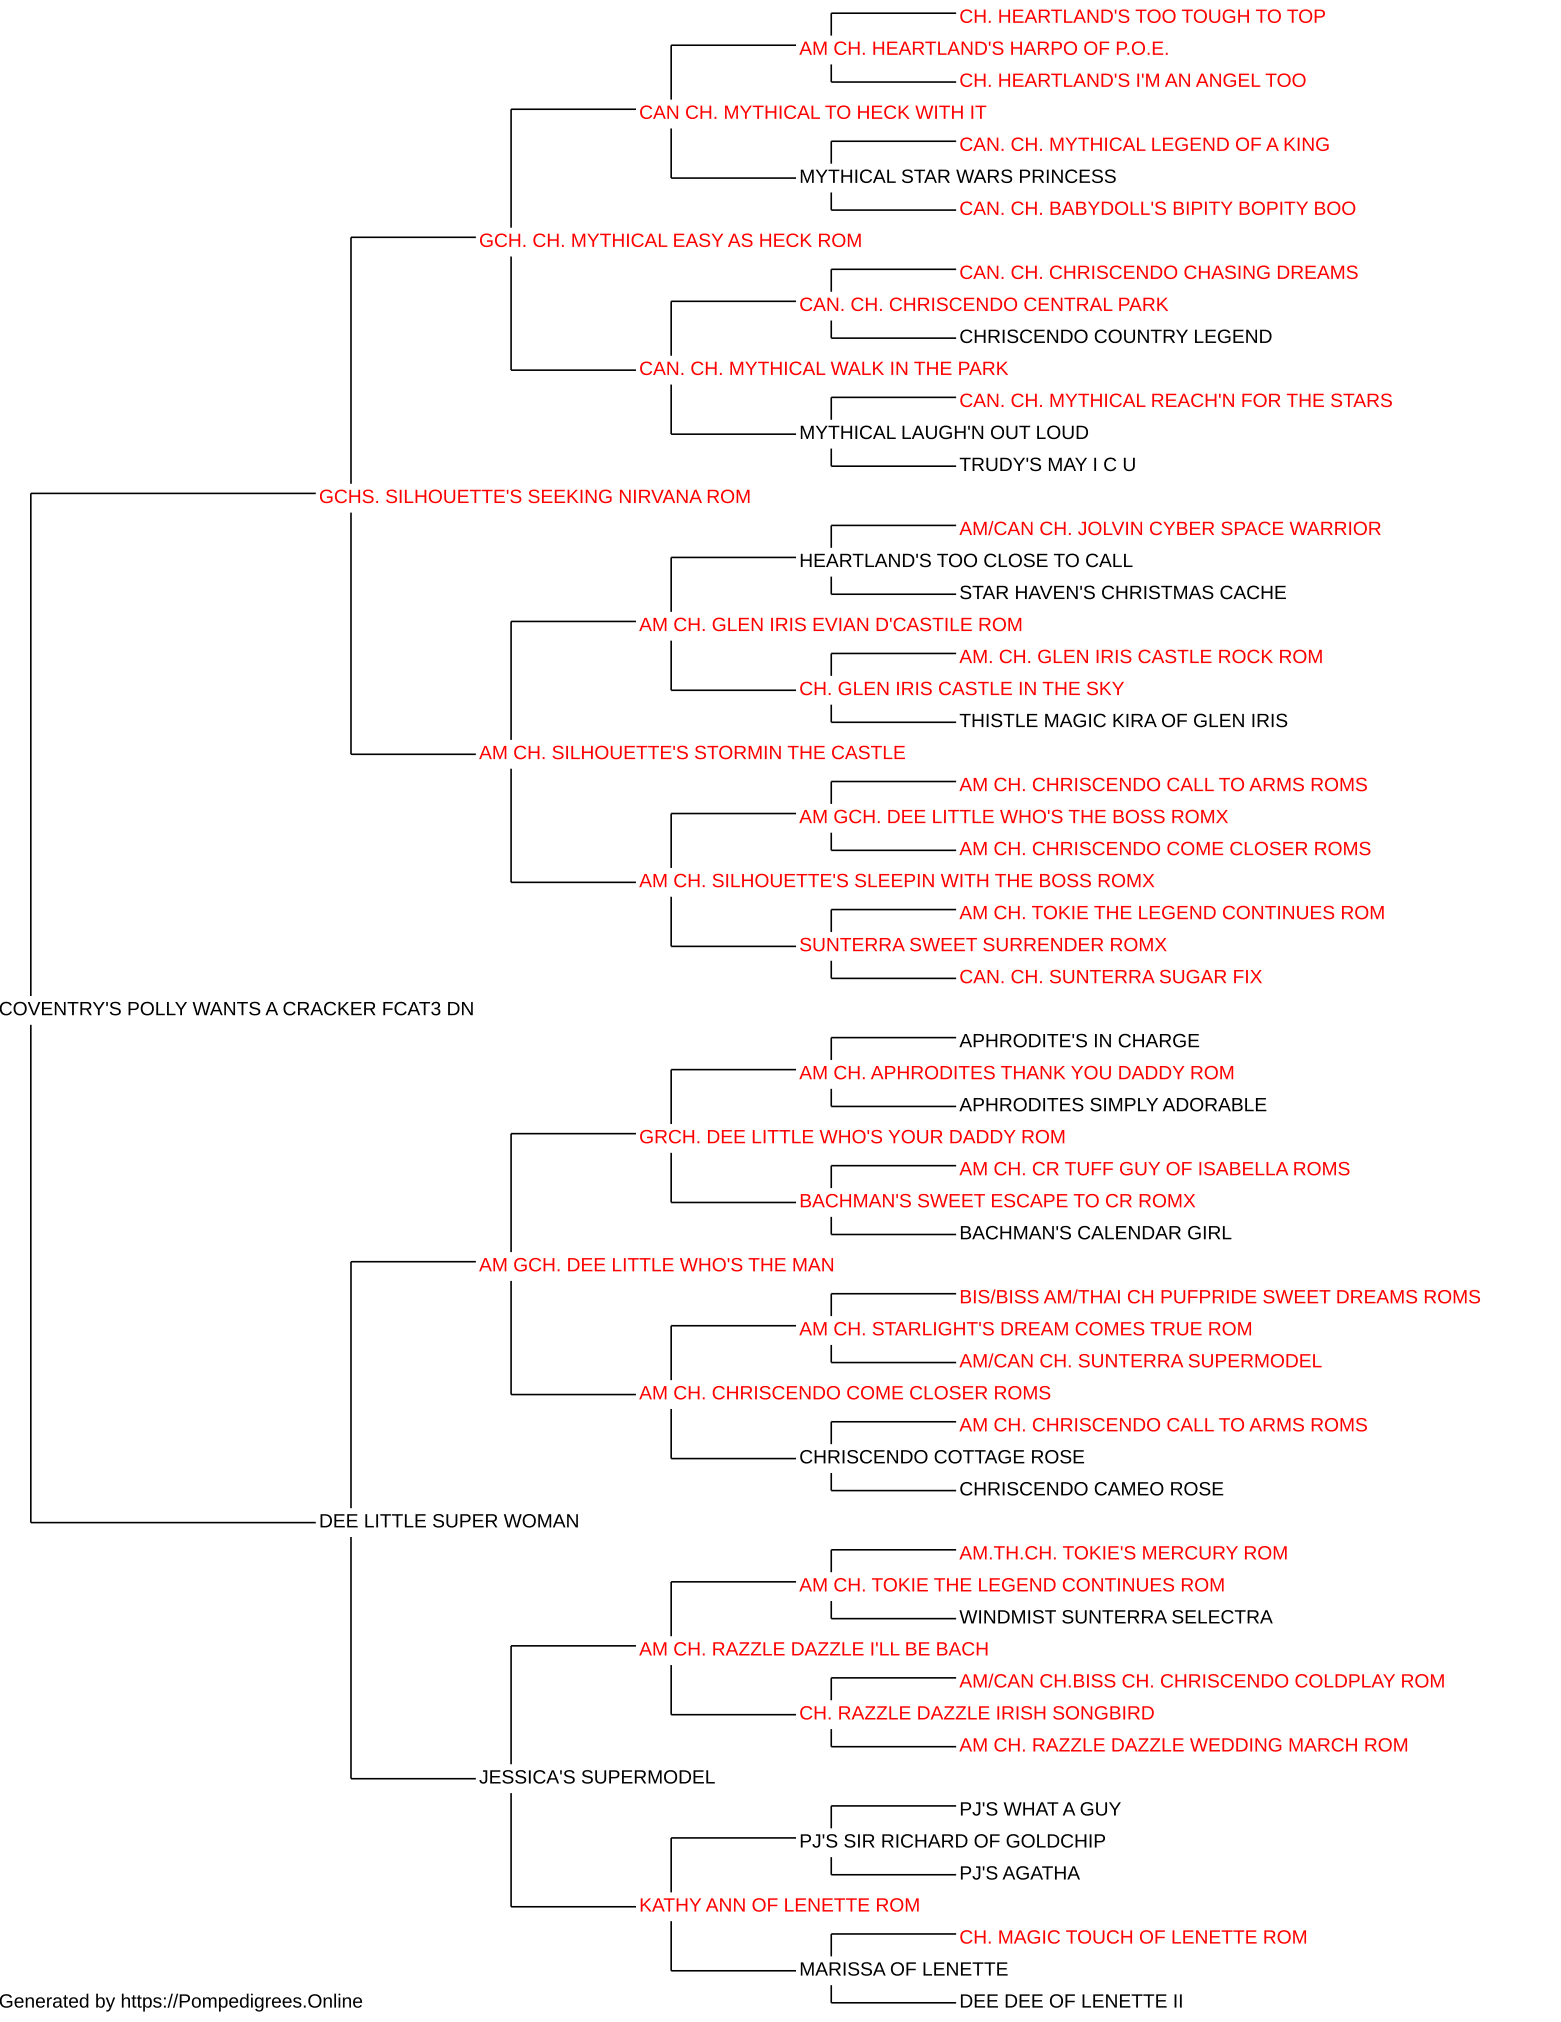 CH. HEARTLAND'S TOO TOUGH TO TOP
AM CH. HEARTLAND'S HARPO OF P.O.E.
CH. HEARTLAND'S I'M AN ANGEL TOO
CAN CH. MYTHICAL TO HECK WITH IT
CAN. CH. MYTHICAL LEGEND OF A KING
MYTHICAL STAR WARS PRINCESS
CAN. CH. BABYDOLL'S BIPITY BOPITY BOO
GCH. CH. MYTHICAL EASY AS HECK ROM
CAN. CH. CHRISCENDO CHASING DREAMS
CAN. CH. CHRISCENDO CENTRAL PARK
CHRISCENDO COUNTRY LEGEND
CAN. CH. MYTHICAL WALK IN THE PARK
CAN. CH. MYTHICAL REACH'N FOR THE STARS
MYTHICAL LAUGH'N OUT LOUD
TRUDY'S MAY I C U
GCHS. SILHOUETTE'S SEEKING NIRVANA ROM
AM/CAN CH. JOLVIN CYBER SPACE WARRIOR
HEARTLAND'S TOO CLOSE TO CALL
STAR HAVEN'S CHRISTMAS CACHE
AM CH. GLEN IRIS EVIAN D'CASTILE ROM
AM. CH. GLEN IRIS CASTLE ROCK ROM
CH. GLEN IRIS CASTLE IN THE SKY
THISTLE MAGIC KIRA OF GLEN IRIS
AM CH. SILHOUETTE'S STORMIN THE CASTLE
AM CH. CHRISCENDO CALL TO ARMS ROMS
AM GCH. DEE LITTLE WHO'S THE BOSS ROMX
AM CH. CHRISCENDO COME CLOSER ROMS
AM CH. SILHOUETTE'S SLEEPIN WITH THE BOSS ROMX
AM CH. TOKIE THE LEGEND CONTINUES ROM
SUNTERRA SWEET SURRENDER ROMX
CAN. CH. SUNTERRA SUGAR FIX
COVENTRY'S POLLY WANTS A CRACKER FCAT3 DN
APHRODITE'S IN CHARGE
AM CH. APHRODITES THANK YOU DADDY ROM
APHRODITES SIMPLY ADORABLE
GRCH. DEE LITTLE WHO'S YOUR DADDY ROM
AM CH. CR TUFF GUY OF ISABELLA ROMS
BACHMAN'S SWEET ESCAPE TO CR ROMX
BACHMAN'S CALENDAR GIRL
AM GCH. DEE LITTLE WHO'S THE MAN
BIS/BISS AM/THAI CH PUFPRIDE SWEET DREAMS ROMS
AM CH. STARLIGHT'S DREAM COMES TRUE ROM
AM/CAN CH. SUNTERRA SUPERMODEL
AM CH. CHRISCENDO COME CLOSER ROMS
AM CH. CHRISCENDO CALL TO ARMS ROMS
CHRISCENDO COTTAGE ROSE
CHRISCENDO CAMEO ROSE
DEE LITTLE SUPER WOMAN
AM.TH.CH. TOKIE'S MERCURY ROM
AM CH. TOKIE THE LEGEND CONTINUES ROM
WINDMIST SUNTERRA SELECTRA
AM CH. RAZZLE DAZZLE I'LL BE BACH
AM/CAN CH.BISS CH. CHRISCENDO COLDPLAY ROM
CH. RAZZLE DAZZLE IRISH SONGBIRD
AM CH. RAZZLE DAZZLE WEDDING MARCH ROM
JESSICA'S SUPERMODEL
PJ'S WHAT A GUY
PJ'S SIR RICHARD OF GOLDCHIP
PJ'S AGATHA
KATHY ANN OF LENETTE ROM
CH. MAGIC TOUCH OF LENETTE ROM
MARISSA OF LENETTE
DEE DEE OF LENETTE II
Generated by https://Pompedigrees.Online